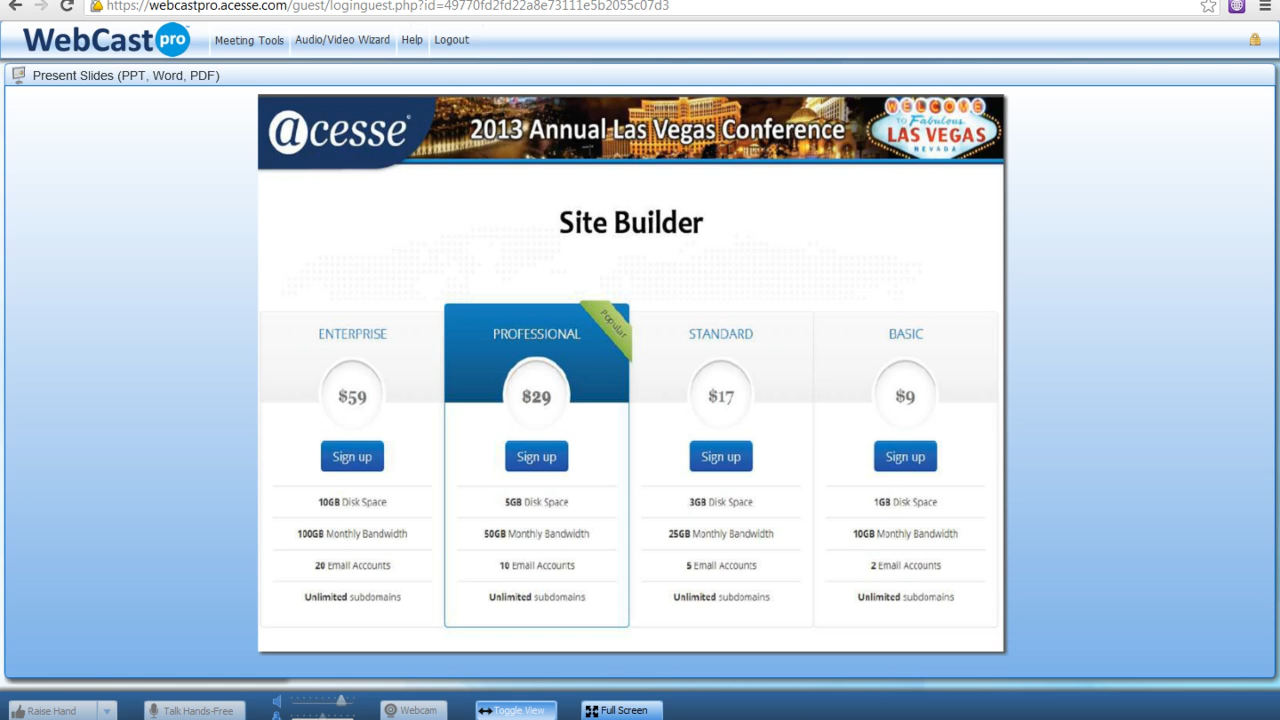 https://webcastpro.acesse.com/guest/loginguest.php?id=49770fd2fd22a8e73111e5b2055c07d3
WebCast pro Meeting Tools Audio/Video Wizard Help Logout
Present Slides (PPT, Word, PDF)
@cesse® 2013 Annual Las Vegas Conference
WELCOME
TO Fabulous
LAS VEGAS
NEVADA
Site Builder
Popular
ENTERPRISE PROFESSIONAL STANDARD BASIC
$59 $29 $17 $9
Sign up Sign up Sign up Sign up
10GB Disk Space 5GB Disk Space 3GB Disk Space 1GB Disk Space
100GB Monthly Bandwidth 50GB Monthly Bandwidth 25GB Monthly Bandwidth 10GB Monthly Bandwidth
20 Email Accounts 10 Email Accounts 5 Email Accounts 2 Email Accounts
Unlimited subdomains Unlimited subdomains Unlimited subdomains Unlimited subdomains
Raise Hand Talk Hands-Free Webcam Toggle View Full Screen